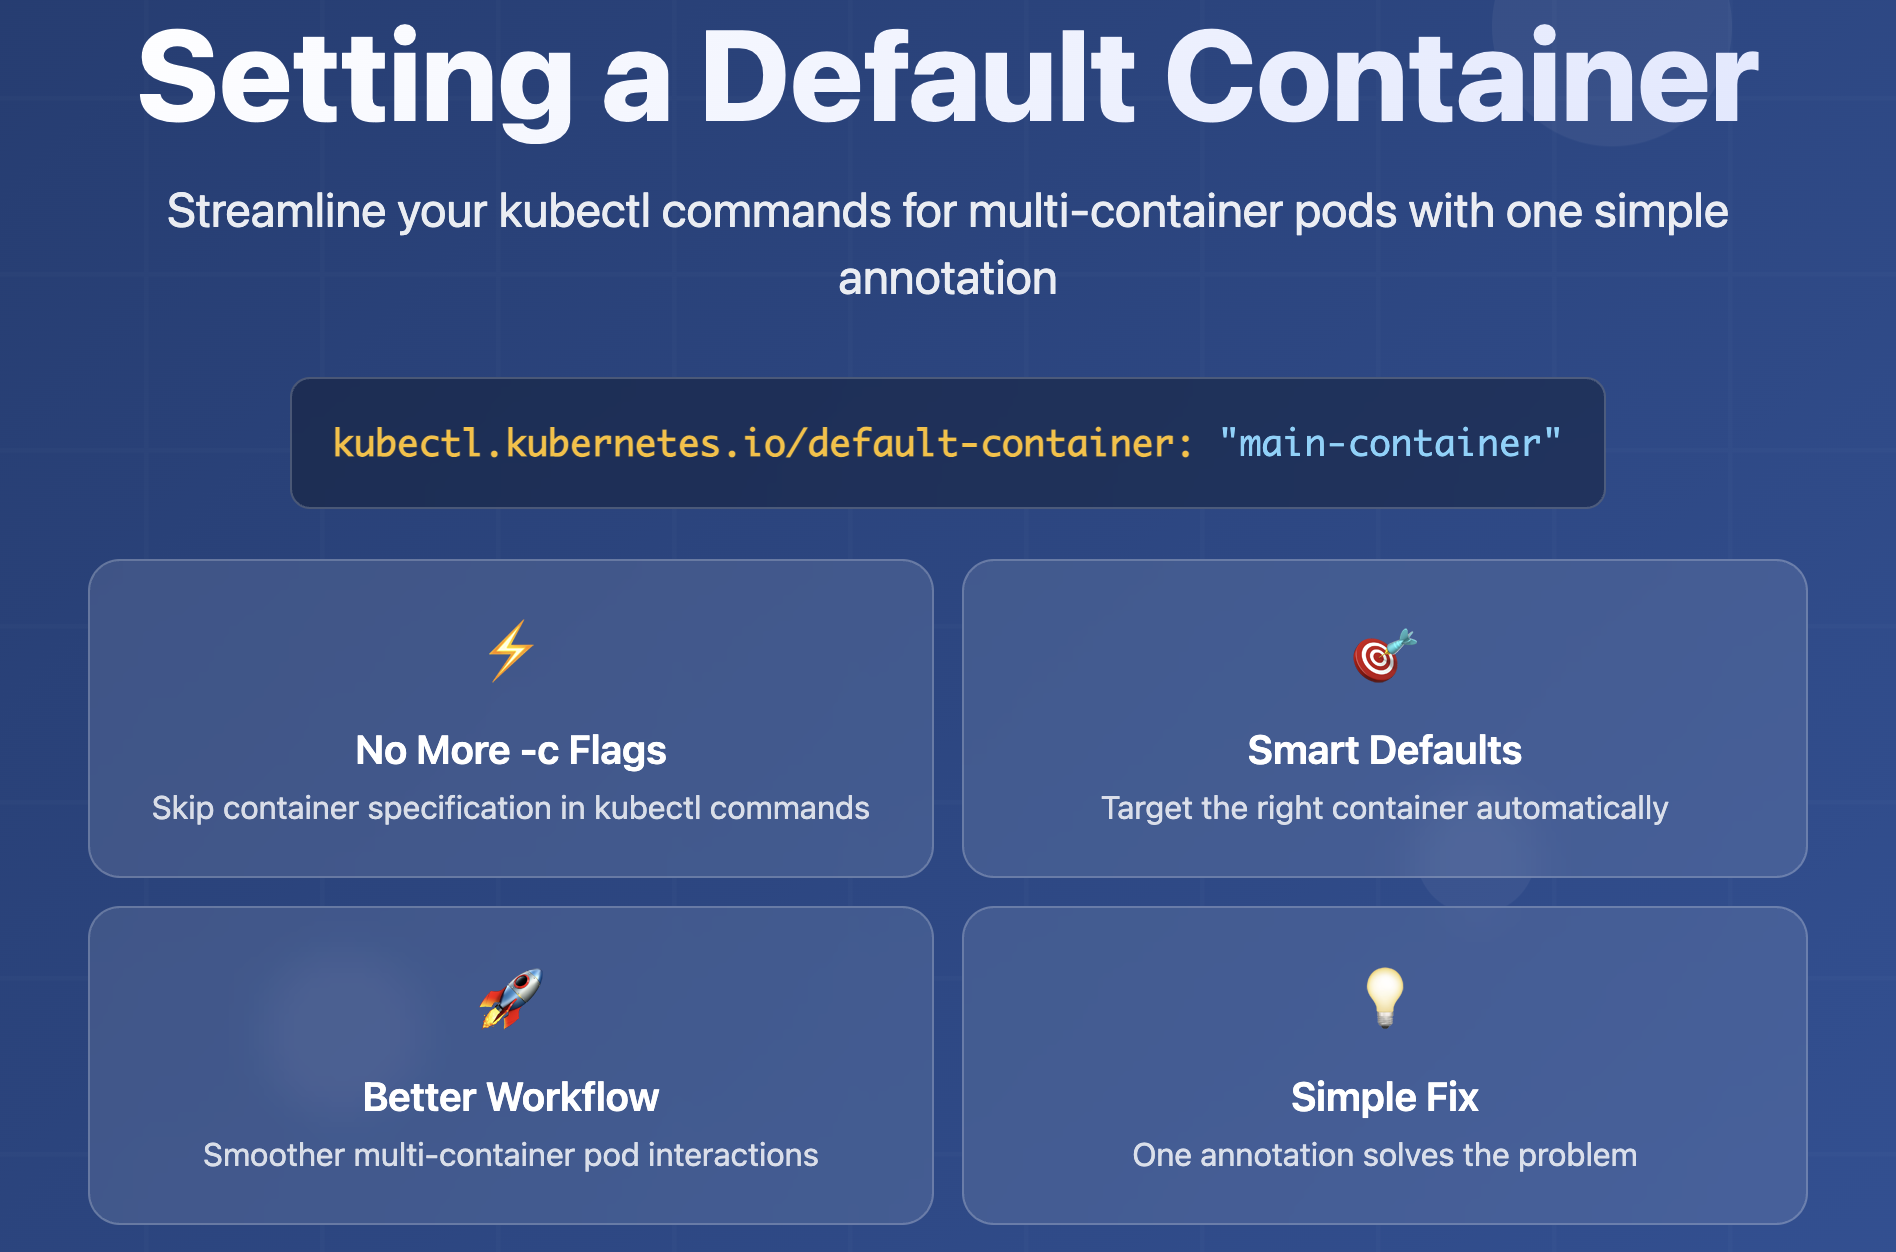 Setting a Default Container
Streamline your kubectl commands for multi-container pods with one simple
annotation
kubectl.kubernetes.io/default-container: "main-container"
No More -c Flags
Skip container specification in kubectl commands
Smart Defaults
Target the right container automatically
Better Workflow
Smoother multi-container pod interactions
Simple Fix
One annotation solves the problem